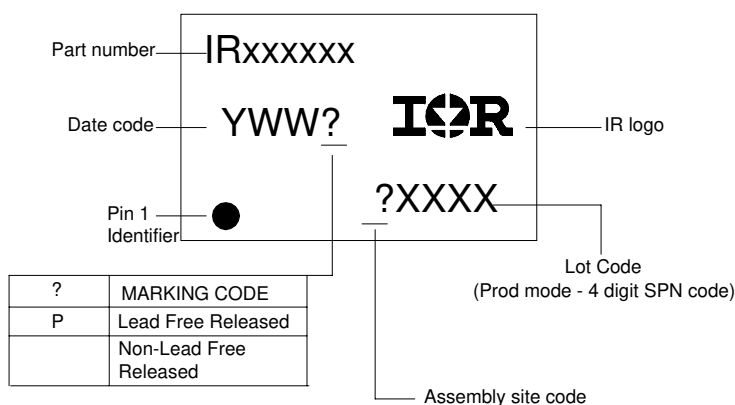 Part number
IRxxxxxx
Date code
YWW?
IOR
IR logo
Pin 1
Identifier
?XXXX
Lot Code
(Prod mode - 4 digit SPN code)
? MARKING CODE
P Lead Free Released
Non-Lead Free
Released
Assembly site code